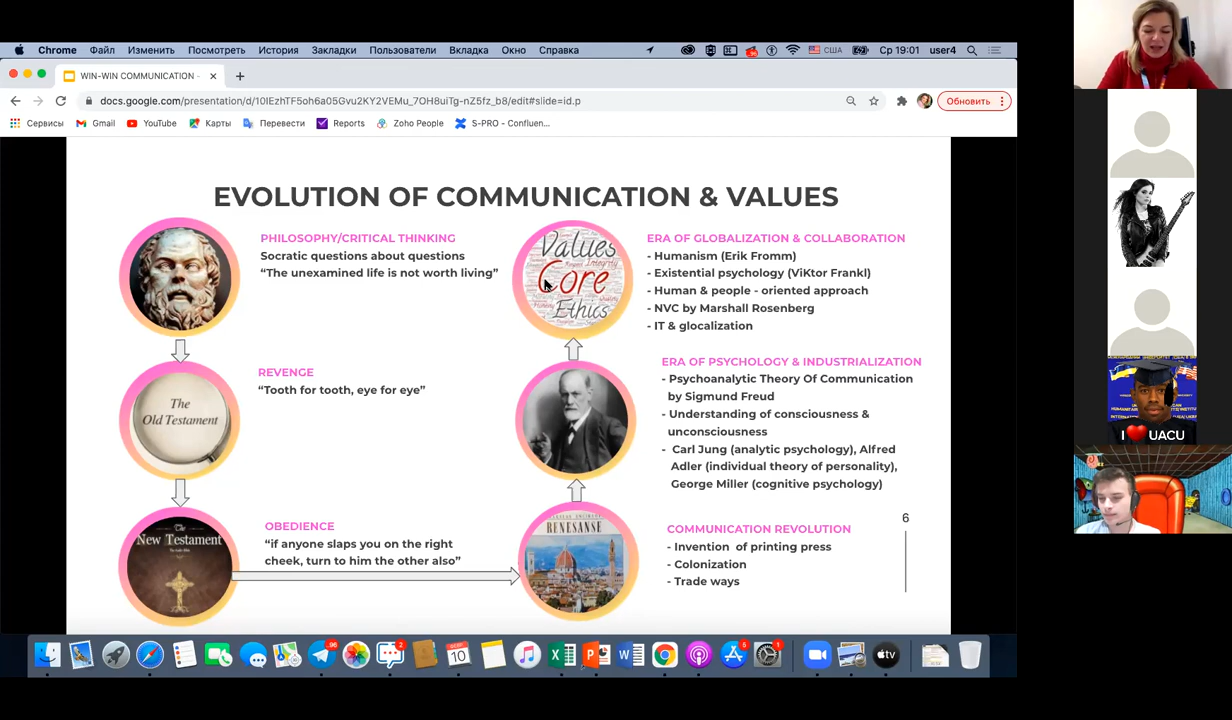 Chrome Файл Изменить Посмотреть История Закладки Пользователи Вкладка Окно Справка США Ср 19:01 user4
WIN-WIN COMMUNICATION -
docs.google.com/presentation/d/10IEzhTF5oh6a05Gvu2KY2VEMu_7OH8uiTg-nZ5fz_b8/edit#slide=id.p
Обновить
Сервисы Gmail YouTube Карты Перевести Reports Zoho People S-PRO - Confluen...
EVOLUTION OF COMMUNICATION & VALUES
PHILOSOPHY/CRITICAL THINKING
Socratic questions about questions
“The unexamined life is not worth living”
The
Old Testament
REVENGE
“Tooth for tooth, eye for eye”
The
New Testament
OBEDIENCE
“if anyone slaps you on the right
cheek, turn to him the other also”
Values
Integrity
Core
Ethics
ERA OF GLOBALIZATION & COLLABORATION
- Humanism (Erik Fromm)
- Existential psychology (ViKtor Frankl)
- Human & people - oriented approach
- NVC by Marshall Rosenberg
- IT & glocalization
ERA OF PSYCHOLOGY & INDUSTRIALIZATION
- Psychoanalytic Theory Of Communication
by Sigmund Freud
- Understanding of consciousness &
unconsciousness
- Carl Jung (analytic psychology), Alfred
Adler (individual theory of personality),
George Miller (cognitive psychology)
RENESANSE
COMMUNICATION REVOLUTION
- Invention of printing press
- Colonization
- Trade ways
6
I ❤ UACU
96
2
10
6
1
tv